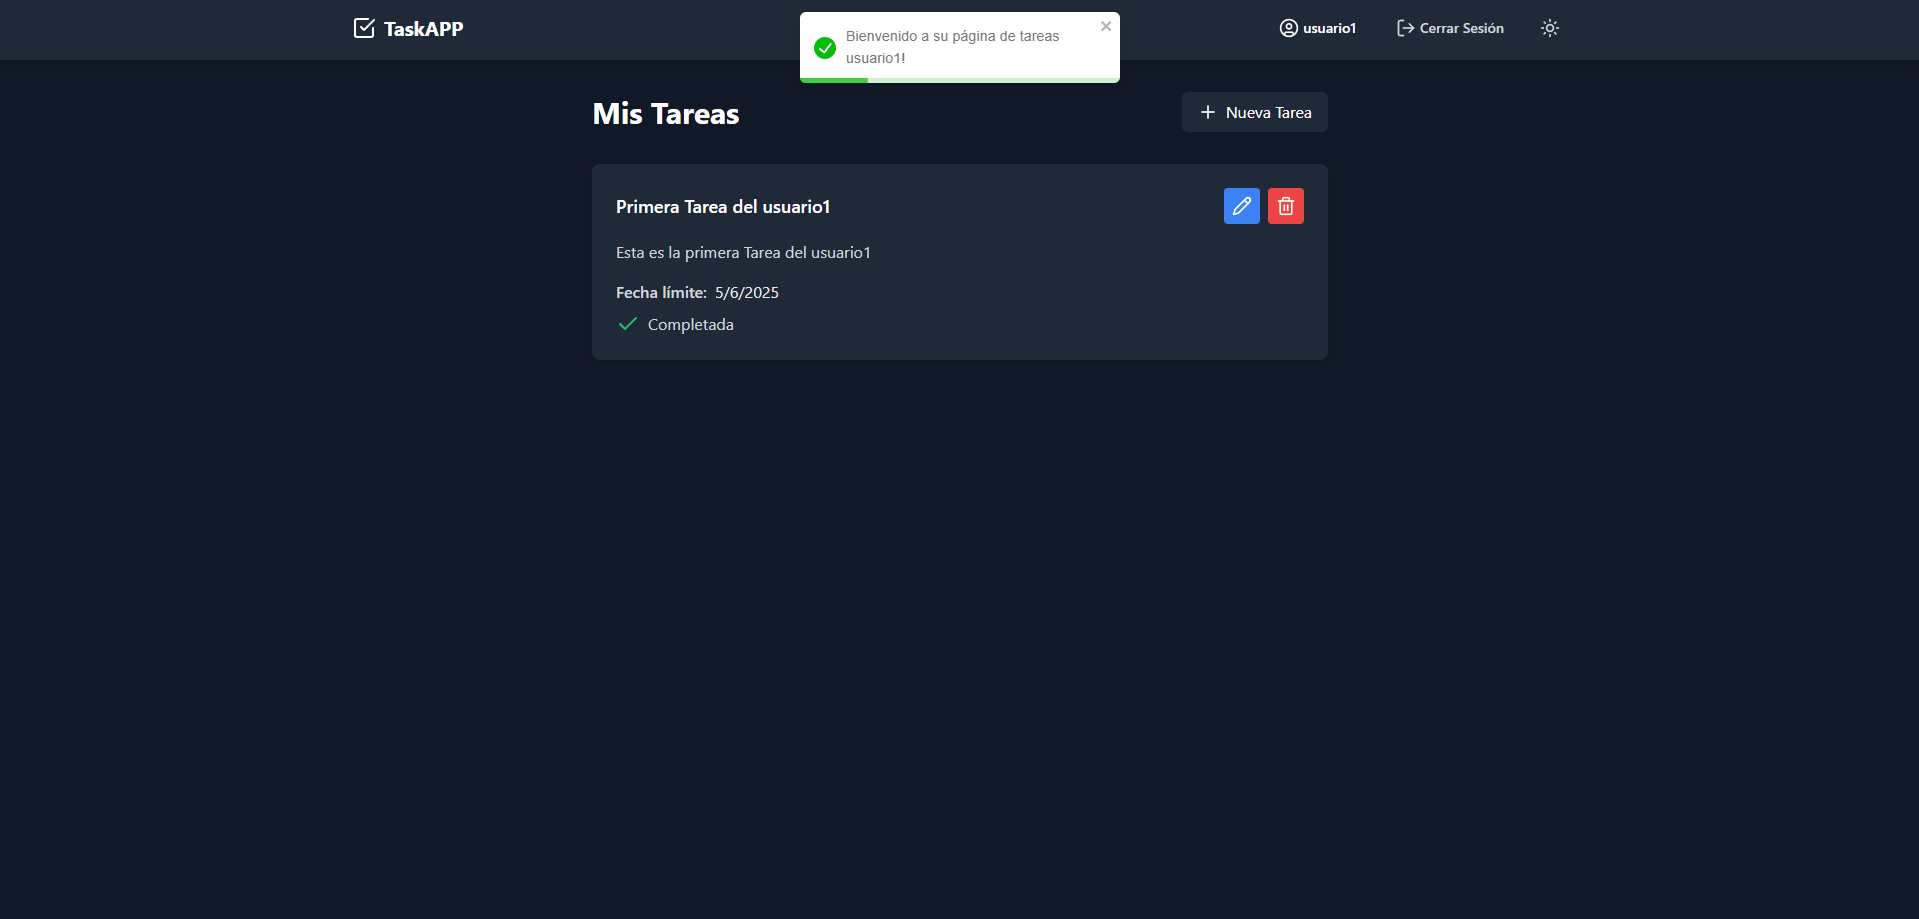 TaskAPP
Bienvenido a su página de tareas
usuario1!
usuario1
Cerrar Sesión
Mis Tareas
Nueva Tarea
Primera Tarea del usuario1
Esta es la primera Tarea del usuario1
Fecha límite: 5/6/2025
Completada